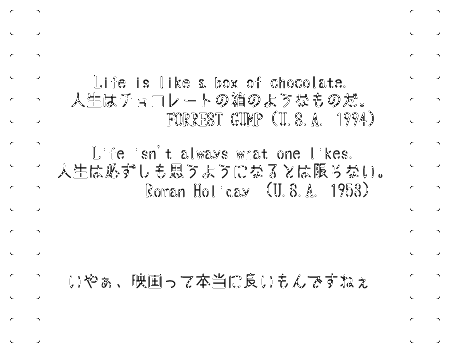 Life is like a box of chocolate.
人生はチョコレートの箱のようなものだ。
FORREST GUMP (U.S.A. 1994)
Life isn't always what one likes.
人生は必ずしも思うようになるとは限らない。
Roman Holiday (U.S.A. 1953)
いやぁ、映画って本当に良いもんですねぇ